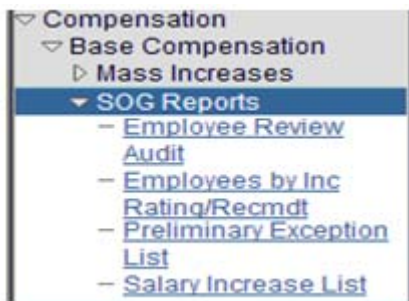 Compensation
Base Compensation
Mass Increases
SOG Reports
Employee Review
Audit
Employees by Inc
Rating/Recmdt
Preliminary Exception
List
Salary Increase List